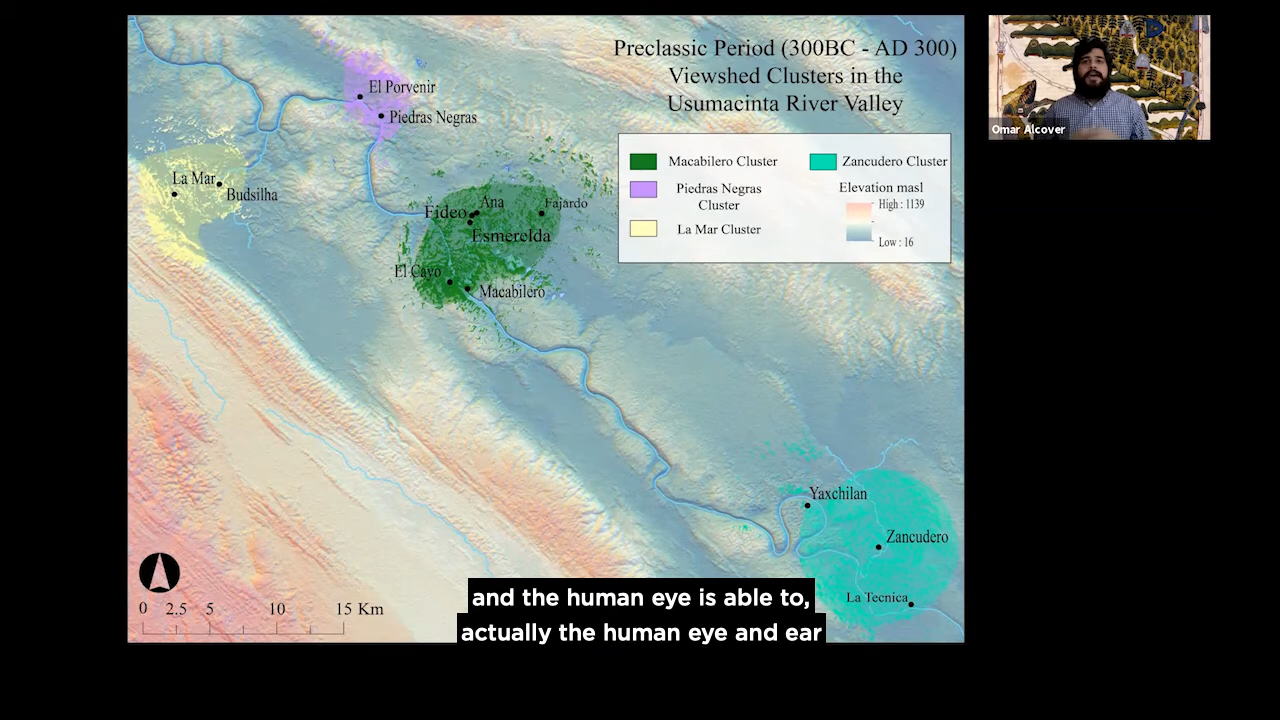 Preclassic Period (300BC - AD 300)
Viewshed Clusters in the
Usumacinta River Valley
Macabilero Cluster
Zancudero Cluster
Piedras Negras
Cluster
La Mar Cluster
Elevation masl
High : 1139
Low : 16
El Porvenir
Piedras Negras
La Mar
Budsilha
Ana
Fideo
Fajardo
Esmerelda
El Cayo
Macabilero
Yaxchilan
Zancudero
La Tecnica
0 2.5 5 10 15 Km
Omar Alcover
and the human eye is able to,
actually the human eye and ear